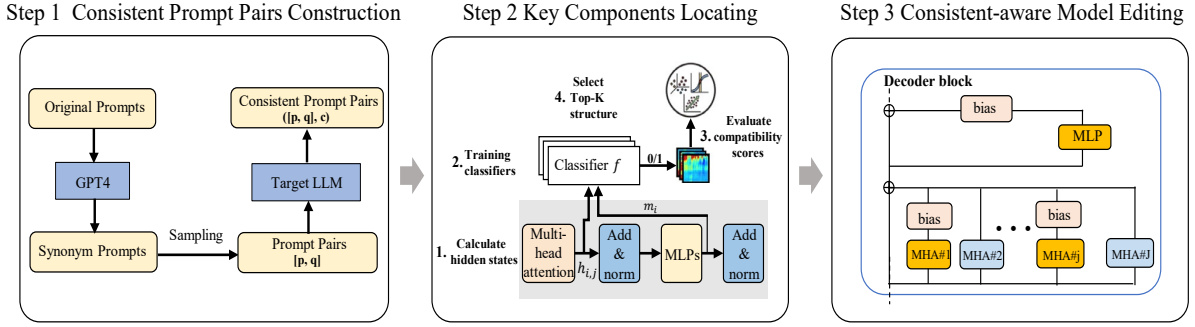 Step 1  Consistent Prompt Pairs Construction
Original Prompts
GPT4
Synonym Prompts
Sampling
Consistent Prompt Pairs
([p, q], c)
Target LLM
Prompt Pairs
[p, q]
Step 2 Key Components Locating
4. Select
Top-K
structure
3. Evaluate
compatibility
scores
2. Training
classifiers
Classifier f
0/1
m_i
1. Calculate
hidden states
Multi-
head
attention
h_{i,j}
Add
&
norm
MLPs
Add
&
norm
Step 3 Consistent-aware Model Editing
Decoder block
bias
MLP
bias
bias
MHA#1
MHA#2
MHA#j
MHA#J